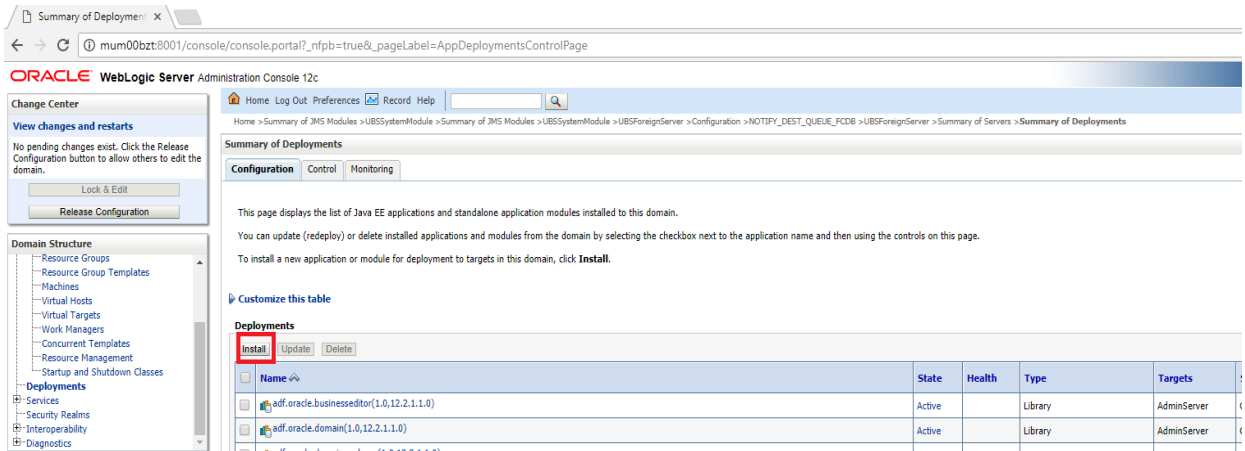 Summary of Deployment
mum00bzt:8001/console/console.portal?_nfpb=true&_pageLabel=AppDeploymentsControlPage
ORACLE WebLogic Server Administration Console 12c
Change Center
View changes and restarts
No pending changes exist. Click the Release
Configuration button to allow others to edit the
domain.
Lock & Edit
Release Configuration
Domain Structure
Resource Groups
Resource Group Templates
Machines
Virtual Hosts
Virtual Targets
Work Managers
Concurrent Templates
Resource Management
Startup and Shutdown Classes
Deployments
Services
Security Realms
Interoperability
Diagnostics
Home Log Out Preferences Record Help
Home >Summary of JMS Modules >UBSSystemModule >Summary of JMS Modules >UBSSystemModule >UBSForeignServer >Configuration >NOTIFY_DEST_QUEUE_FCDB >UBSForeignServer >Summary of Servers >Summary of Deployments
Summary of Deployments
Configuration Control Monitoring
This page displays the list of Java EE applications and standalone application modules installed to this domain.
You can update (redeploy) or delete installed applications and modules from the domain by selecting the checkbox next to the application name and then using the controls on this page.
To install a new application or module for deployment to targets in this domain, click Install.
Customize this table
Deployments
Install Update Delete
Name State Health Type Targets
adf.oracle.businesseditor(1.0,12.2.1.1.0) Active Library AdminServer
adf.oracle.domain(1.0,12.2.1.1.0) Active Library AdminServer